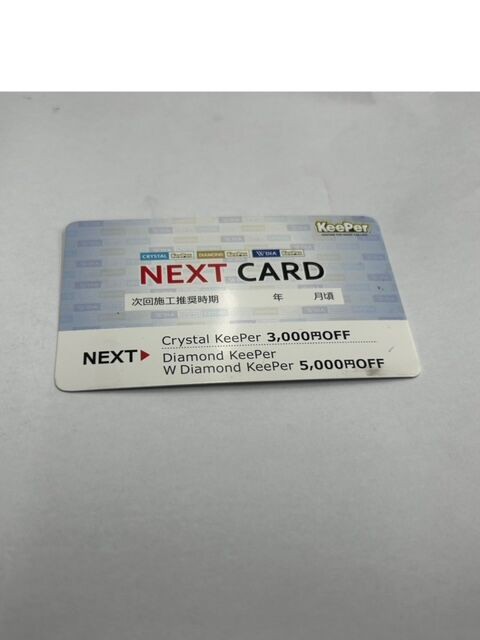 KeePer
CRYSTAL KeePer DIAMOND KeePer W DIA KeePer
NEXT CARD
次回施工推奨時期 年 月頃
NEXT
Crystal KeePer 3,000円OFF
Diamond KeePer
W Diamond KeePer 5,000円OFF